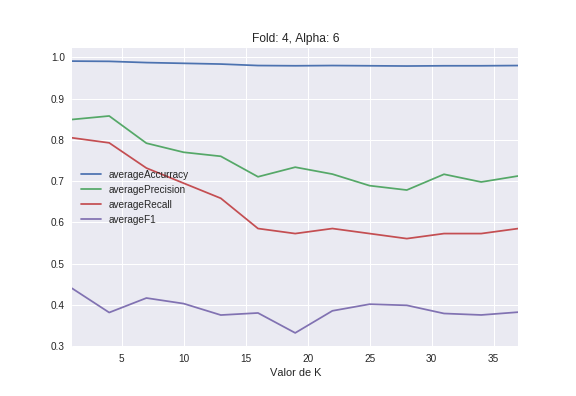 Fold: 4, Alpha: 6
1.0
0.9
0.8
0.7
0.6
0.5
0.4
0.3
averageAccurracy
averagePrecision
averageRecall
averageF1
5 10 15 20 25 30 35
Valor de K